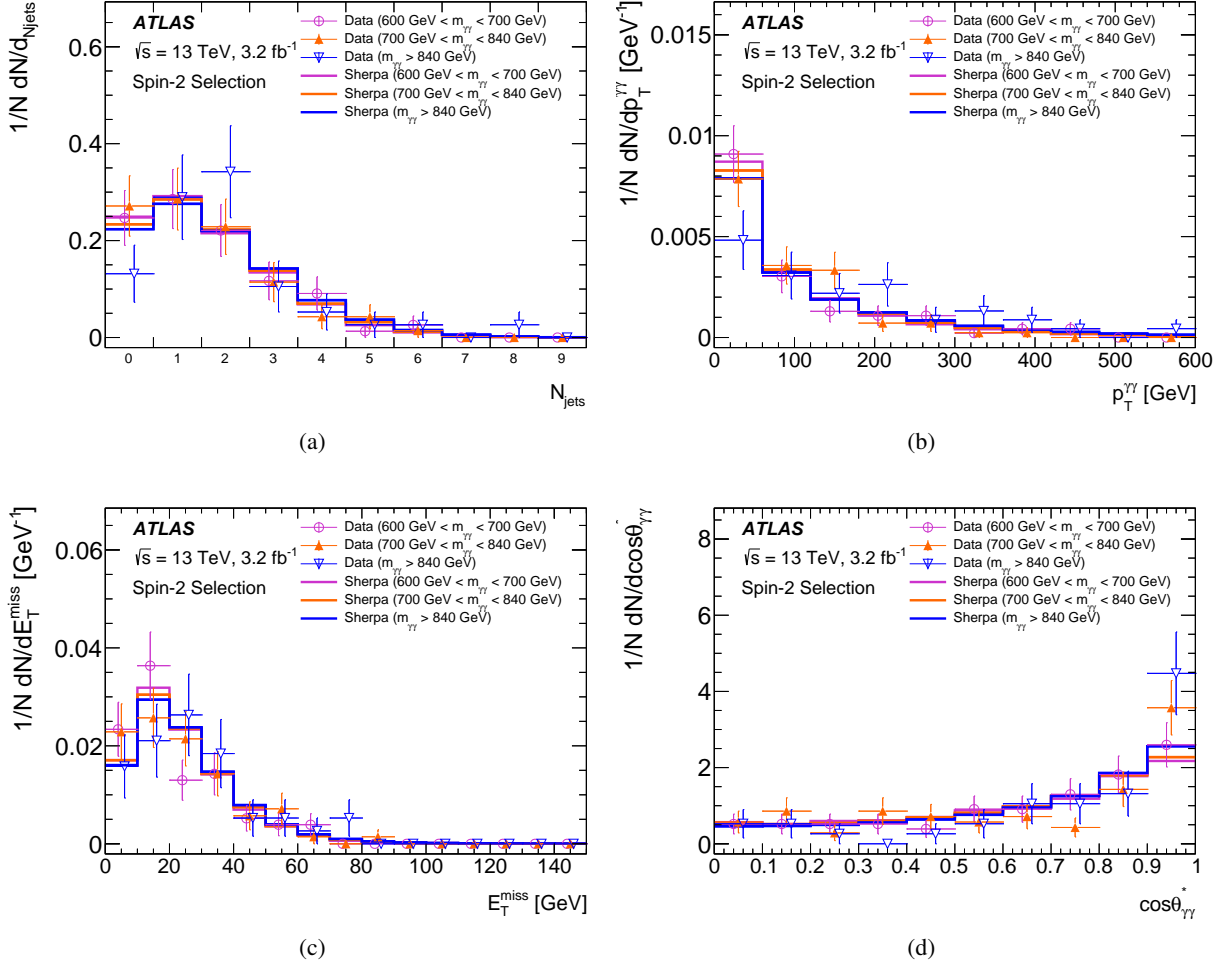 1/N dN/d_Njets
ATLAS
√s = 13 TeV, 3.2 fb⁻¹
Spin-2 Selection
Data (600 GeV < m_γγ < 700 GeV)
Data (700 GeV < m_γγ < 840 GeV)
Data (m_γγ > 840 GeV)
Sherpa (600 GeV < m_γγ < 700 GeV)
Sherpa (700 GeV < m_γγ < 840 GeV)
Sherpa (m_γγ > 840 GeV)
0.6
0.4
0.2
0
0 1 2 3 4 5 6 7 8 9
N_jets
(a)
1/N dN/dp_T^γγ [GeV⁻¹]
ATLAS
√s = 13 TeV, 3.2 fb⁻¹
Spin-2 Selection
Data (600 GeV < m_γγ < 700 GeV)
Data (700 GeV < m_γγ < 840 GeV)
Data (m_γγ > 840 GeV)
Sherpa (600 GeV < m_γγ < 700 GeV)
Sherpa (700 GeV < m_γγ < 840 GeV)
Sherpa (m_γγ > 840 GeV)
0.015
0.01
0.005
0
0 100 200 300 400 500 600
p_T^γγ [GeV]
(b)
1/N dN/dE_T^miss [GeV⁻¹]
ATLAS
√s = 13 TeV, 3.2 fb⁻¹
Spin-2 Selection
Data (600 GeV < m_γγ < 700 GeV)
Data (700 GeV < m_γγ < 840 GeV)
Data (m_γγ > 840 GeV)
Sherpa (600 GeV < m_γγ < 700 GeV)
Sherpa (700 GeV < m_γγ < 840 GeV)
Sherpa (m_γγ > 840 GeV)
0.06
0.04
0.02
0
0 20 40 60 80 100 120 140
E_T^miss [GeV]
(c)
1/N dN/dcosθ*_γγ
ATLAS
√s = 13 TeV, 3.2 fb⁻¹
Spin-2 Selection
Data (600 GeV < m_γγ < 700 GeV)
Data (700 GeV < m_γγ < 840 GeV)
Data (m_γγ > 840 GeV)
Sherpa (600 GeV < m_γγ < 700 GeV)
Sherpa (700 GeV < m_γγ < 840 GeV)
Sherpa (m_γγ > 840 GeV)
8
6
4
2
0
0 0.1 0.2 0.3 0.4 0.5 0.6 0.7 0.8 0.9 1
cosθ*_γγ
(d)